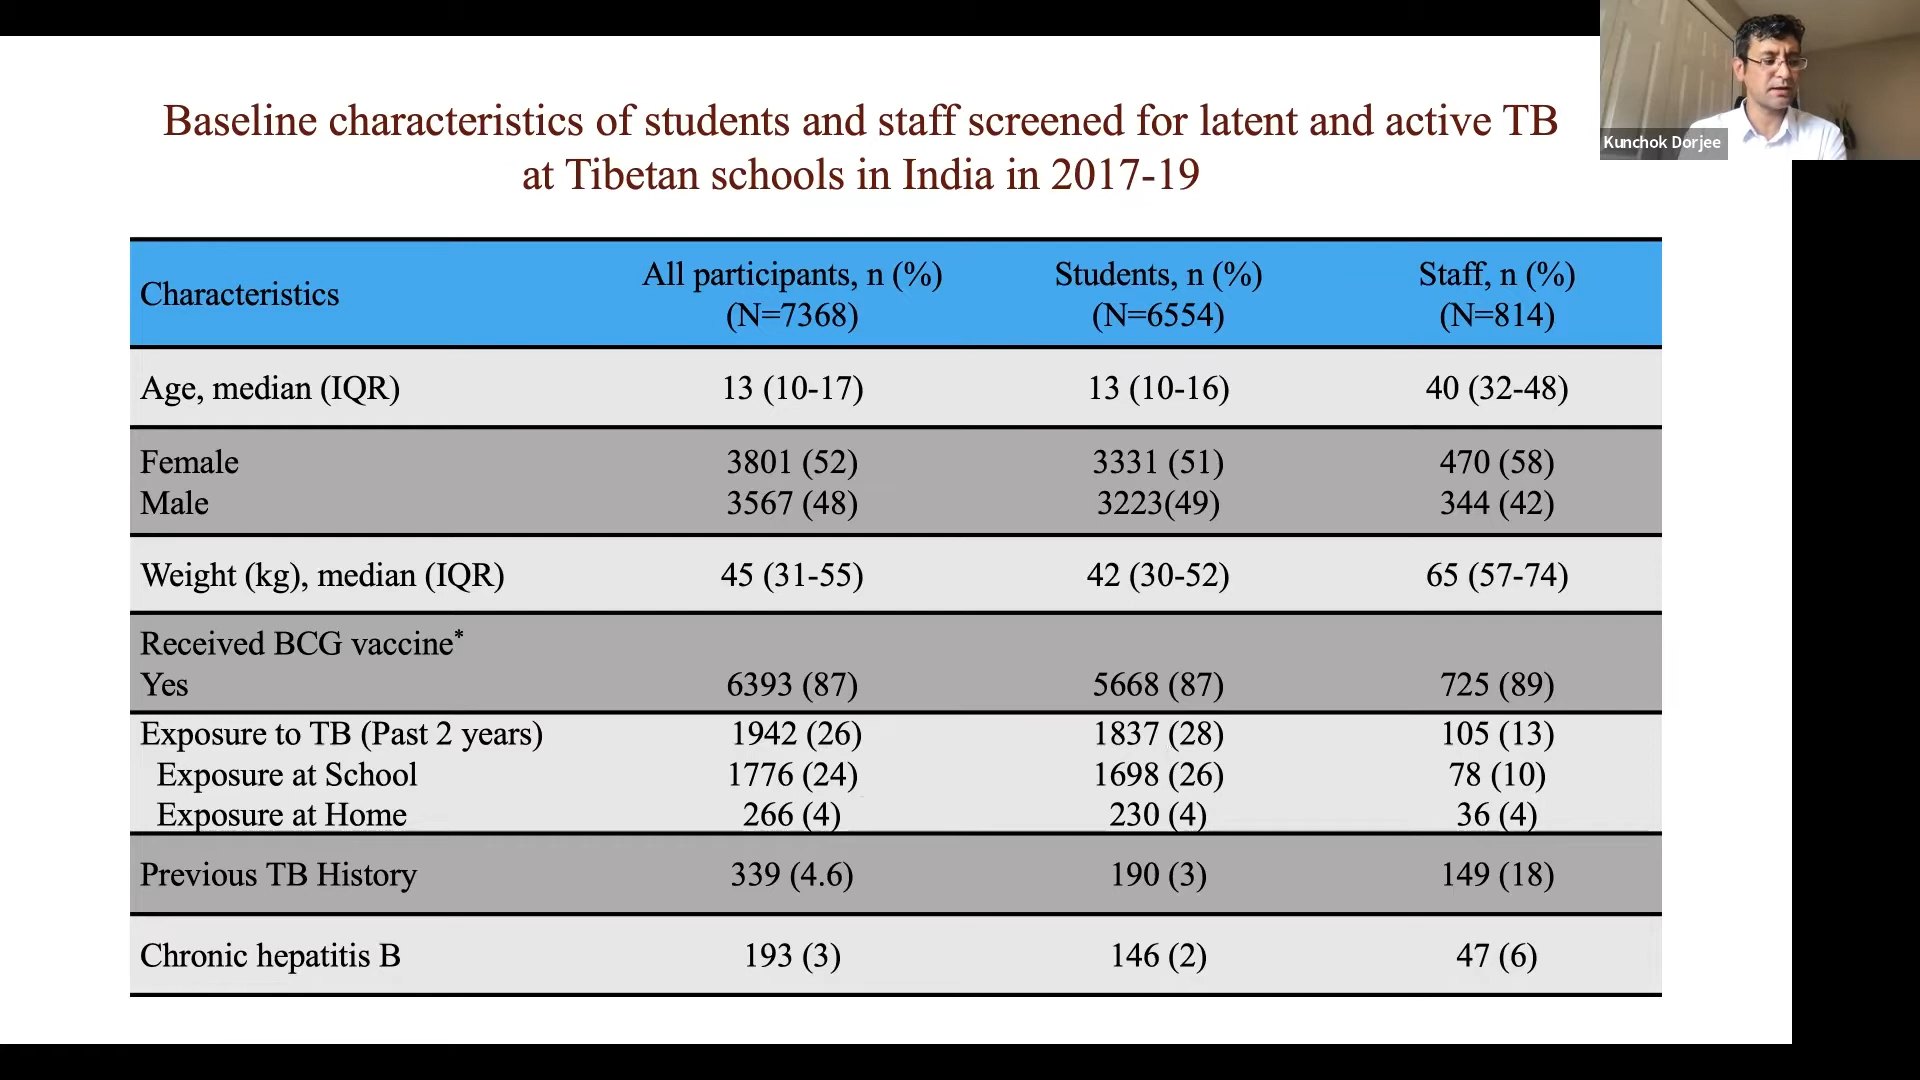 Baseline characteristics of students and staff screened for latent and active TB
at Tibetan schools in India in 2017-19
Kunchok Dorjee
Characteristics All participants, n (%) (N=7368) Students, n (%) (N=6554) Staff, n (%) (N=814)
Age, median (IQR) 13 (10-17) 13 (10-16) 40 (32-48)
Female 3801 (52) 3331 (51) 470 (58)
Male 3567 (48) 3223(49) 344 (42)
Weight (kg), median (IQR) 45 (31-55) 42 (30-52) 65 (57-74)
Received BCG vaccine*
Yes 6393 (87) 5668 (87) 725 (89)
Exposure to TB (Past 2 years) 1942 (26) 1837 (28) 105 (13)
Exposure at School 1776 (24) 1698 (26) 78 (10)
Exposure at Home 266 (4) 230 (4) 36 (4)
Previous TB History 339 (4.6) 190 (3) 149 (18)
Chronic hepatitis B 193 (3) 146 (2) 47 (6)